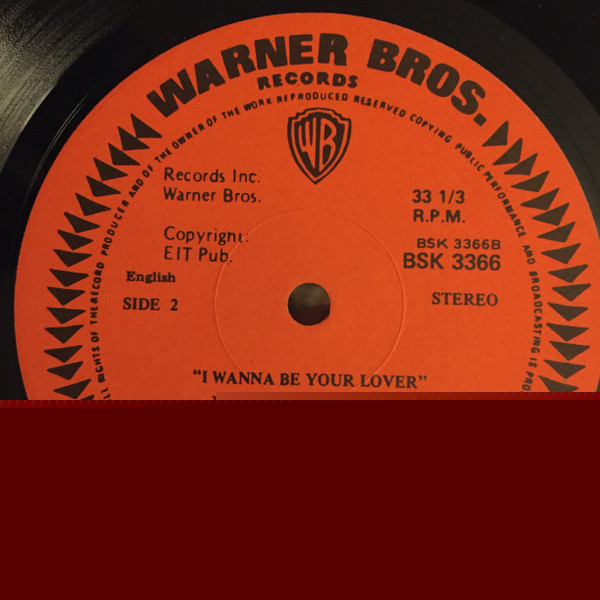 WARNER BROS.
RECORDS
ALL RIGHTS OF THE RECORD PRODUCER AND OF THE OWNER OF THE WORK REPRODUCED RESERVED COPYING PUBLIC PERFORMANCE AND BROADCASTING IS PRO
WB
Records Inc.
Warner Bros.
33 1/3
R.P.M.
Copyright:
EIT Pub.
BSK 3366B
BSK 3366
English
SIDE 2
STEREO
"I WANNA BE YOUR LOVER"